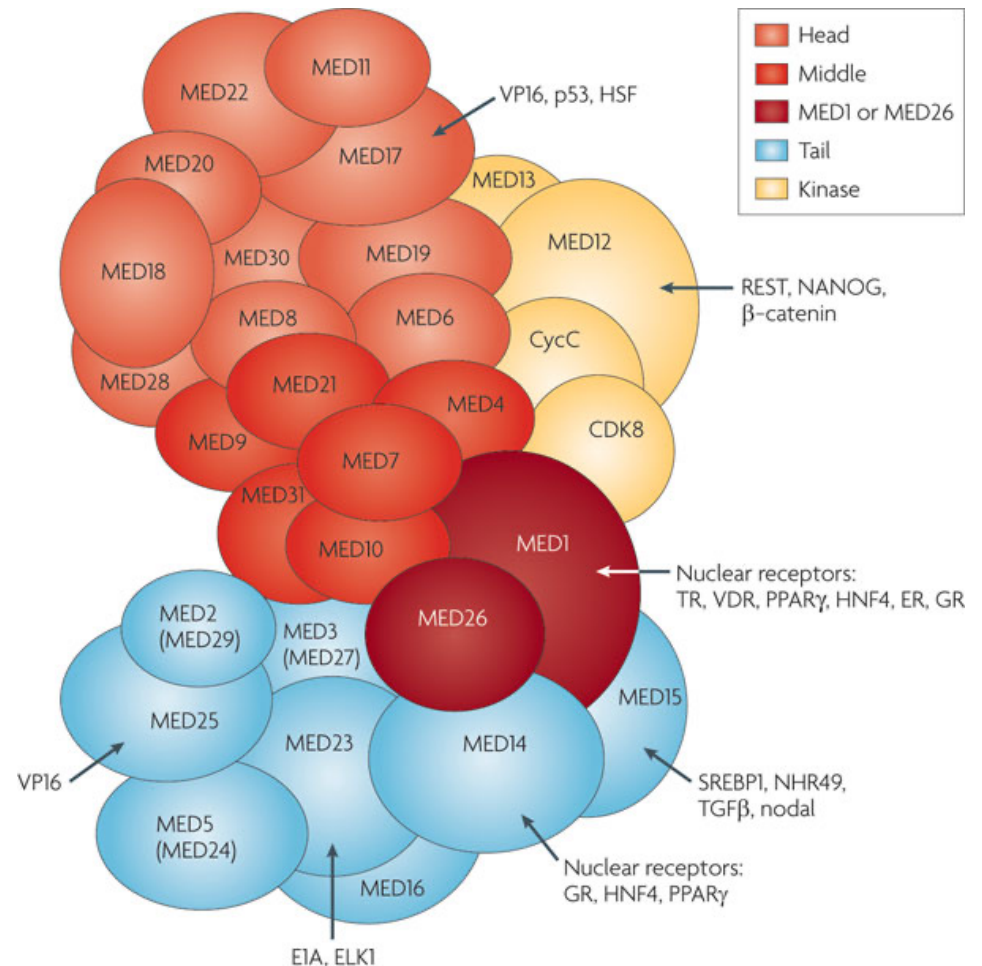 MED11
MED22
VP16, p53, HSF
MED17
MED20
MED13
MED12
MED19
MED30
MED18
REST, NANOG,
β-catenin
MED8
MED6
CycC
MED28
MED21
MED4
CDK8
MED9
MED7
MED31
MED10
MED1
Nuclear receptors:
TR, VDR, PPARγ, HNF4, ER, GR
MED26
MED2
(MED29)
MED3
(MED27)
MED15
MED25
MED23
MED14
VP16
SREBP1, NHR49,
TGFβ, nodal
MED5
(MED24)
MED16
Nuclear receptors:
GR, HNF4, PPARγ
E1A, ELK1
Head
Middle
MED1 or MED26
Tail
Kinase